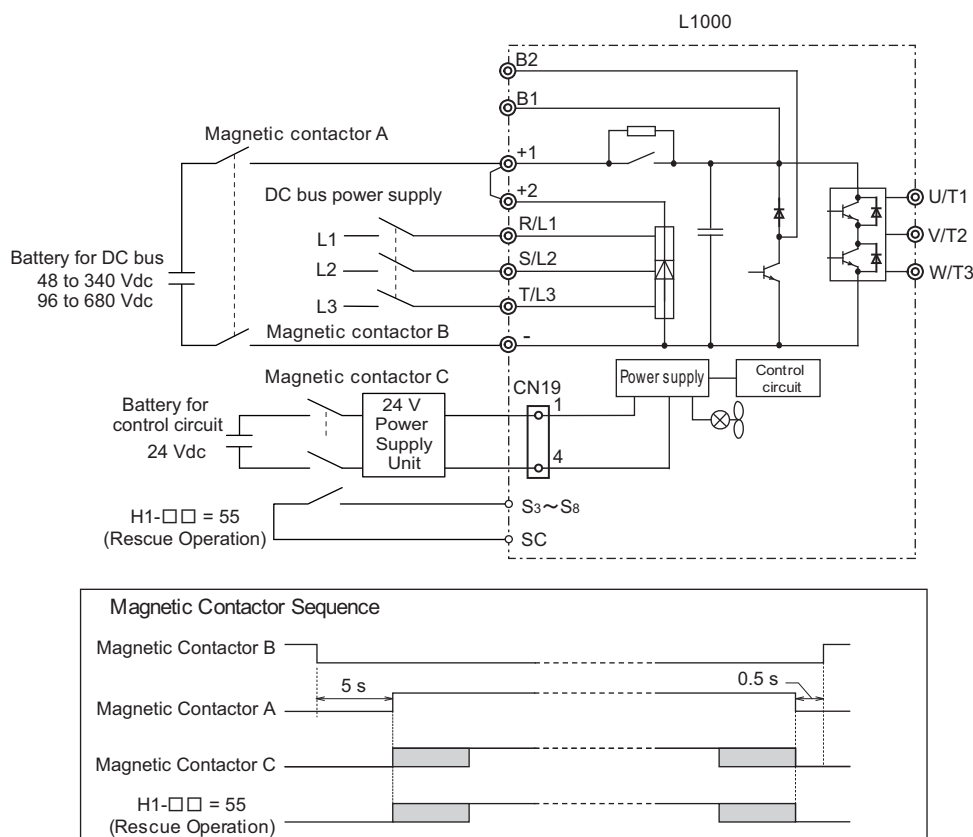 L1000
B2
B1
Magnetic contactor A
+1
+2
DC bus power supply
R/L1
L1
S/L2
L2
T/L3
L3
U/T1
V/T2
W/T3
Battery for DC bus
48 to 340 Vdc
96 to 680 Vdc
Magnetic contactor B
-
Magnetic contactor C
CN19
Power supply
Control
circuit
Battery for
control circuit
24 Vdc
24 V
Power
Supply
Unit
1
4
H1-□□ = 55
(Rescue Operation)
S3~S8
SC
Magnetic Contactor Sequence
Magnetic Contactor B
5 s
0.5 s
Magnetic Contactor A
Magnetic Contactor C
H1-□□ = 55
(Rescue Operation)